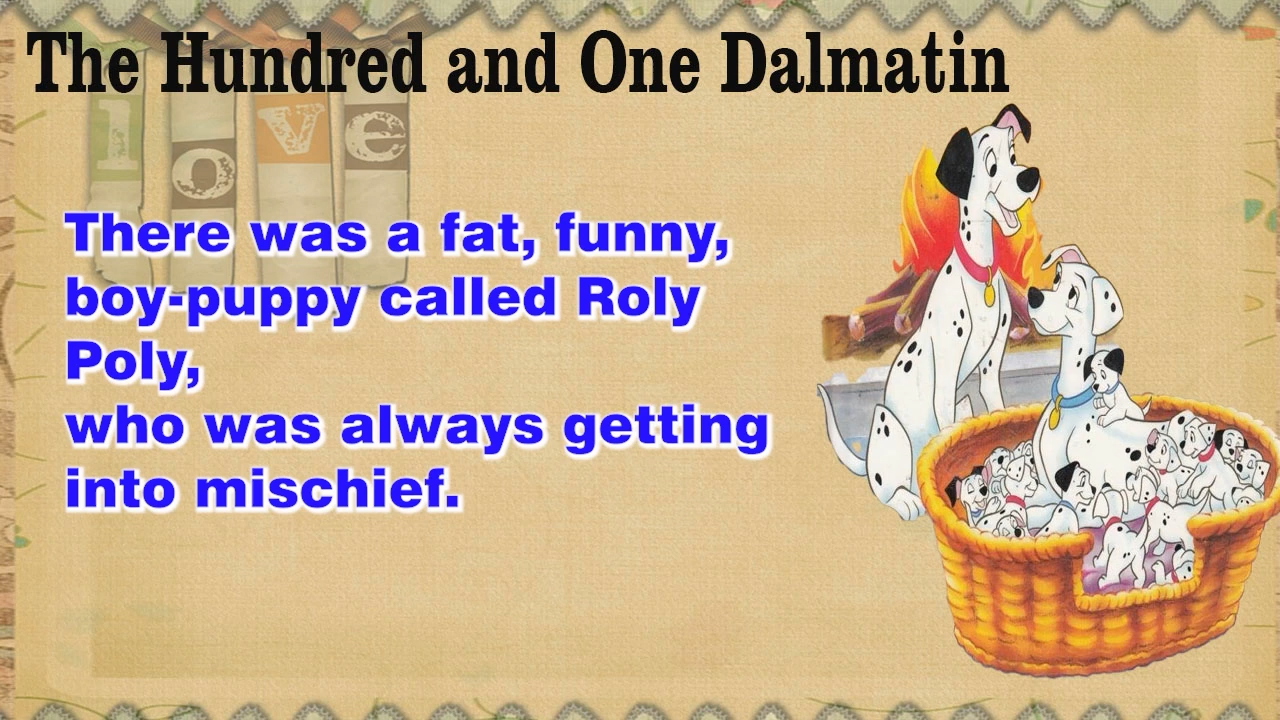 The Hundred and One Dalmatin
love
There was a fat, funny,
boy-puppy called Roly
Poly,
who was always getting
into mischief.